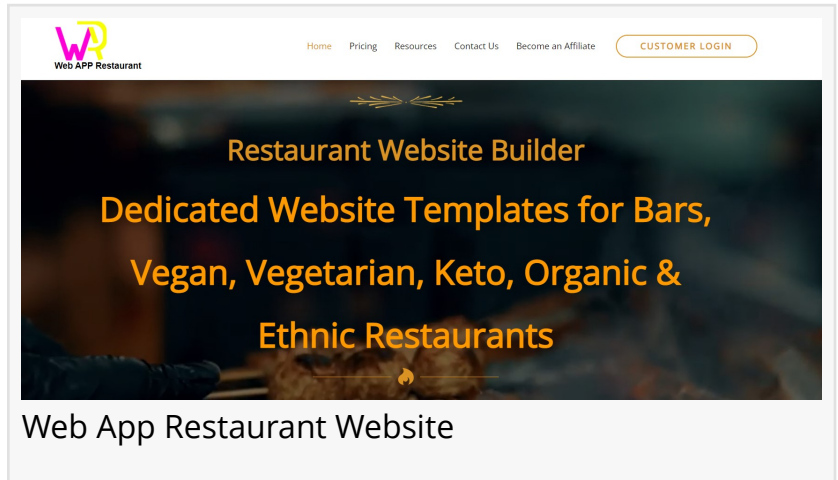 WR
Web APP Restaurant
Home Pricing Resources Contact Us Become an Affiliate CUSTOMER LOGIN
Restaurant Website Builder
Dedicated Website Templates for Bars,
Vegan, Vegetarian, Keto, Organic &
Ethnic Restaurants
Web App Restaurant Website